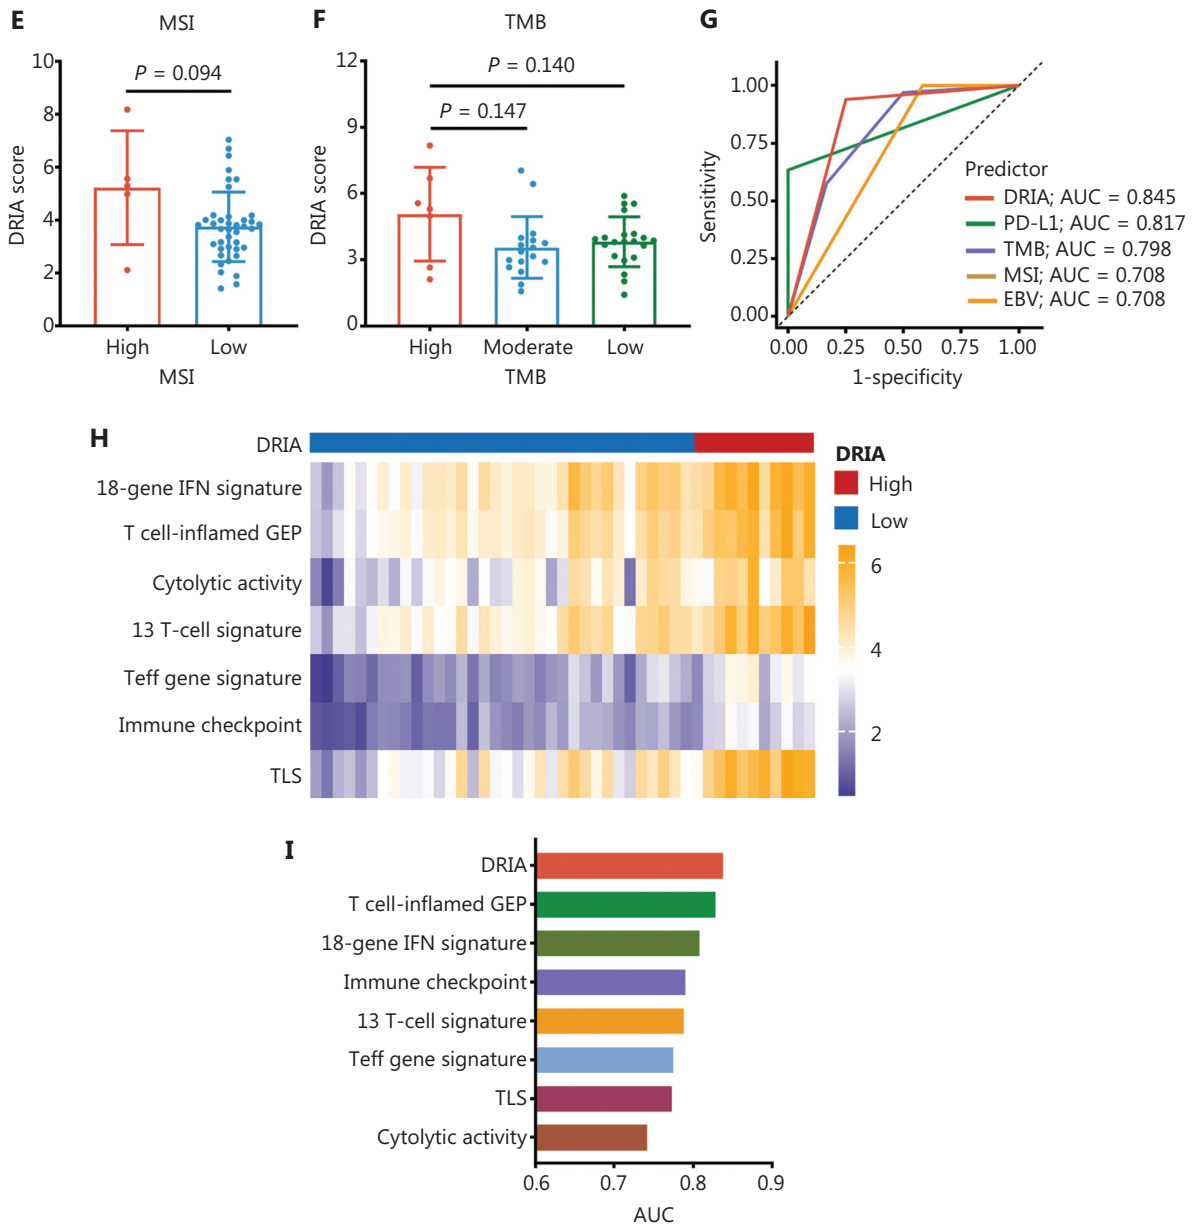 E
MSI
DRIA score
10
8
6
4
2
0
P = 0.094
High
Low
MSI
F
TMB
DRIA score
12
9
6
3
0
P = 0.140
P = 0.147
High
Moderate
Low
TMB
G
Sensitivity
1.00
0.75
0.50
0.25
0.00
0.00
0.25
0.50
0.75
1.00
1-specificity
Predictor
DRIA; AUC = 0.845
PD-L1; AUC = 0.817
TMB; AUC = 0.798
MSI; AUC = 0.708
EBV; AUC = 0.708
H
DRIA
18-gene IFN signature
T cell-inflamed GEP
Cytolytic activity
13 T-cell signature
Teff gene signature
Immune checkpoint
TLS
DRIA
High
Low
6
4
2
I
DRIA
T cell-inflamed GEP
18-gene IFN signature
Immune checkpoint
13 T-cell signature
Teff gene signature
TLS
Cytolytic activity
0.6
0.7
0.8
0.9
AUC